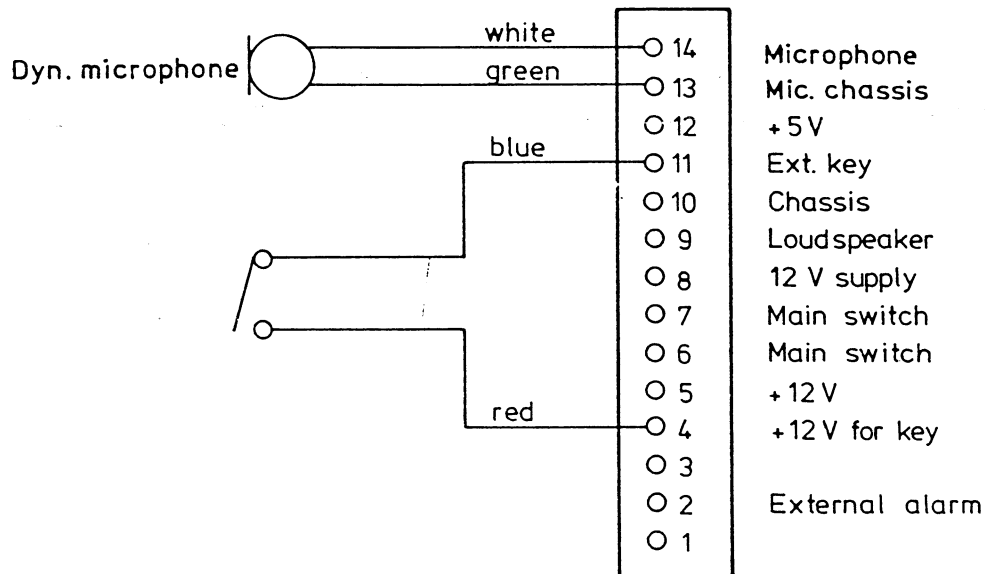 white
14 Microphone
Dyn. microphone
green
13 Mic. chassis
12 +5V
blue
11 Ext. key
10 Chassis
9 Loudspeaker
8 12 V supply
7 Main switch
6 Main switch
5 +12V
red
4 +12V for key
3
2 External alarm
1